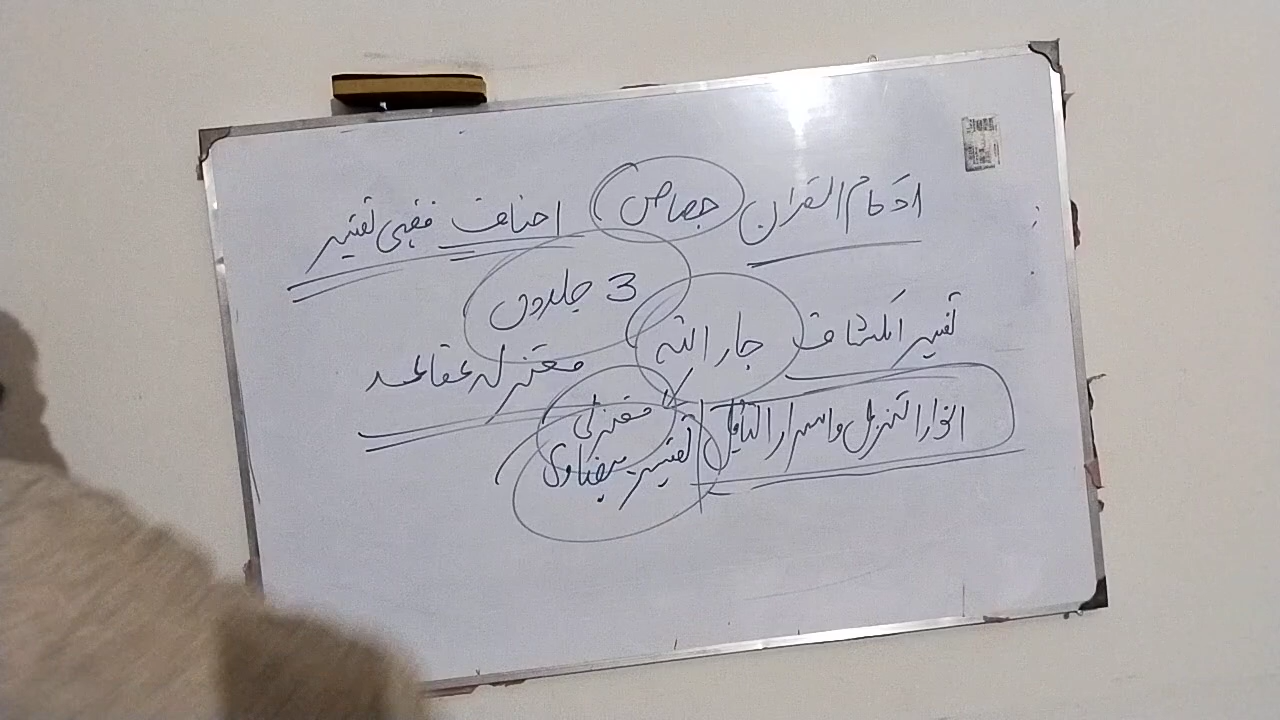 احکام القران جصاص احناف فقہی تفسیر
3 جلدوں
تفسیر الکشاف جار اللہ معتزلہ عقائد
معتزلی
انوار التنزیل واسرار التاویل تفسیر بیضاوی